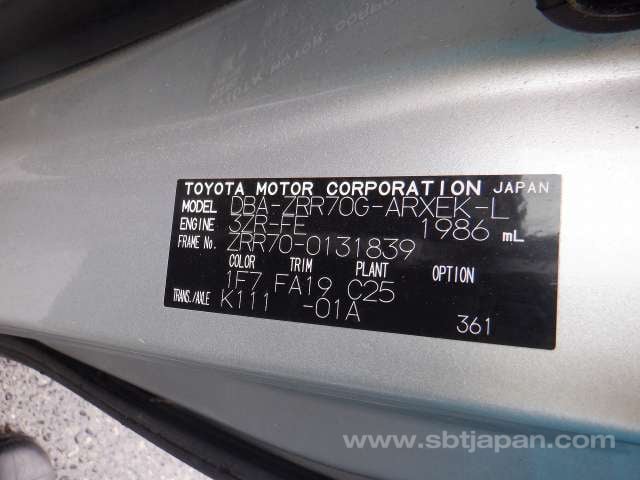 TOYOTA MOTOR CORPORATION JAPAN
MODEL DBA-ZRR70G-ARXEK-L
ENGINE 3ZR-FE 1986 mL
FRAME No. ZRR70-0131839
COLOR TRIM PLANT OPTION
1F7 FA19 C25
TRANS./AXLE K111 -01A
361
www.sbtjapan.com